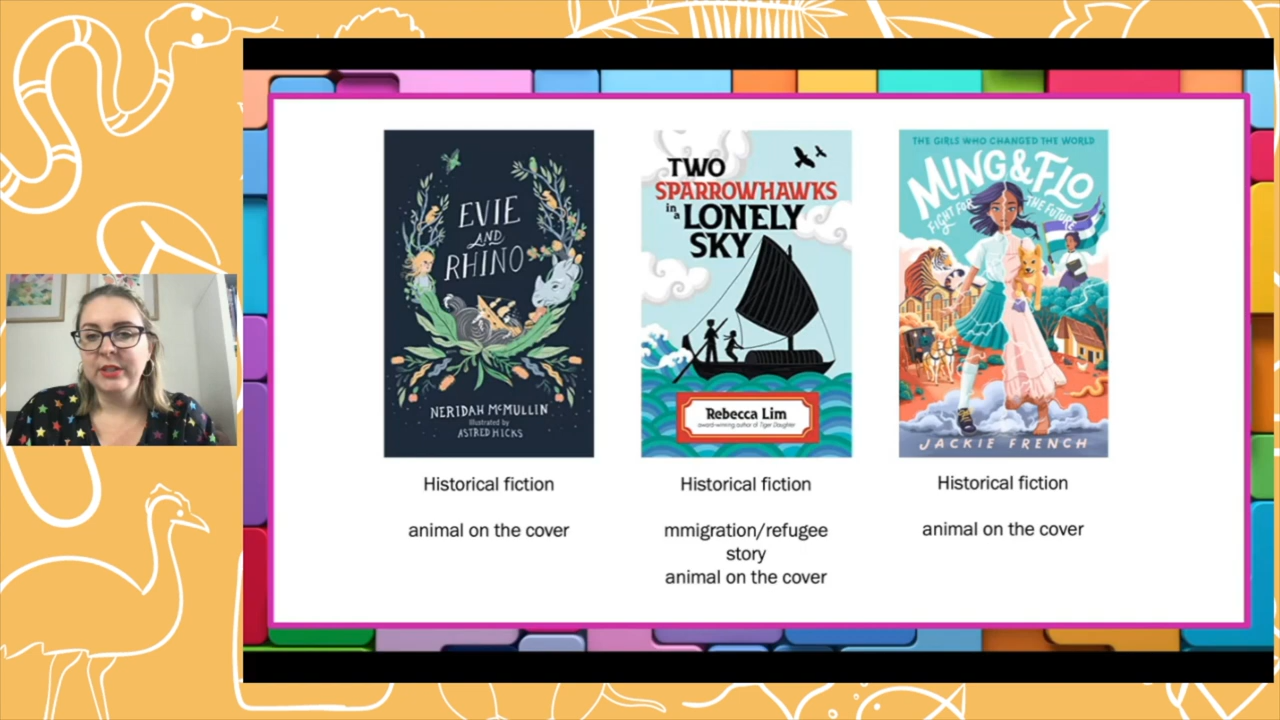 EVIE
AND
RHINO
NERIDAH McMULLIN
Illustrated by
ASTRED HICKS
TWO
SPARROWHAWKS
in a LONELY
SKY
Rebecca Lim
award-winning author of Tiger Daughter
THE GIRLS WHO CHANGED THE WORLD
MING & FLO
FIGHT FOR THE FUTURE
JACKIE FRENCH
Historical fiction
animal on the cover
Historical fiction
mmigration/refugee
story
animal on the cover
Historical fiction
animal on the cover